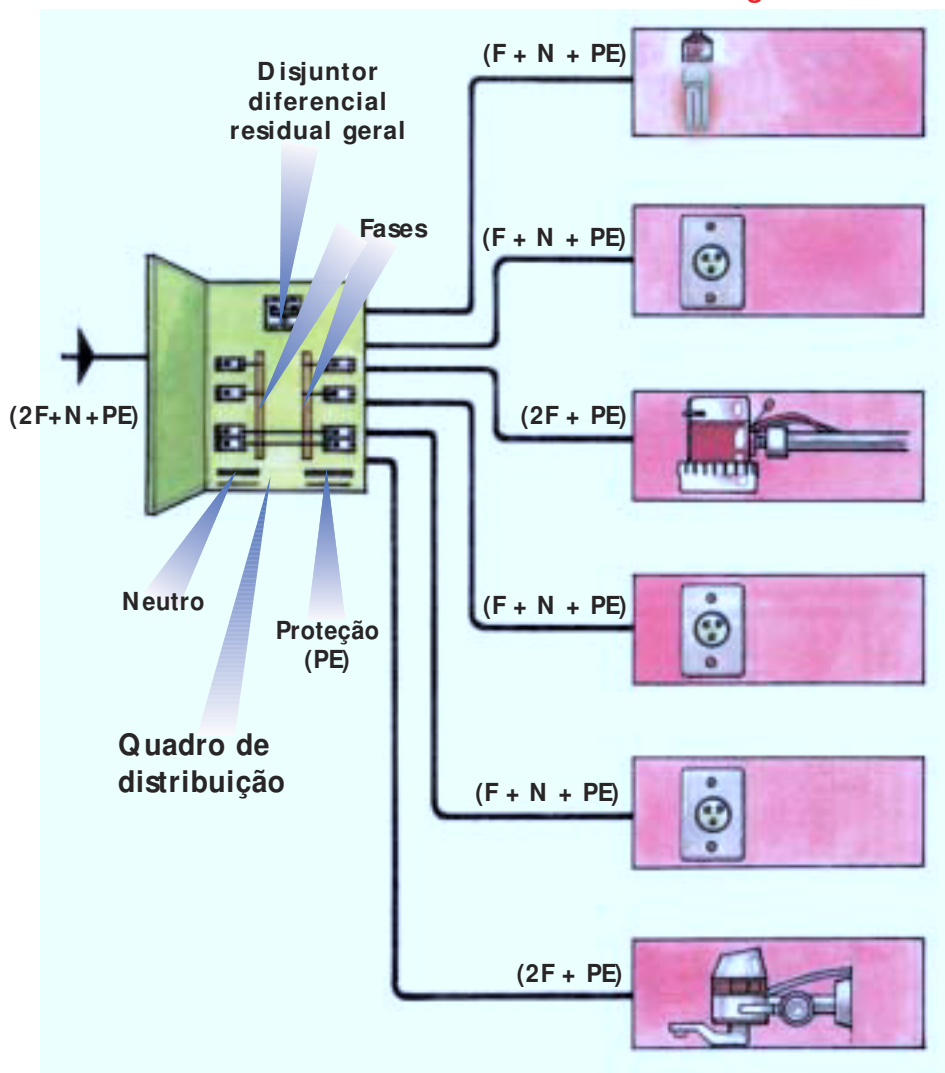 (F + N + PE)
Disjuntor
diferencial
residual geral
Fases
(F + N + PE)
(2F+N+PE)
(2F + PE)
Neutro
Proteção
(PE)
(F + N + PE)
Quadro de
distribuição
(F + N + PE)
(2F + PE)